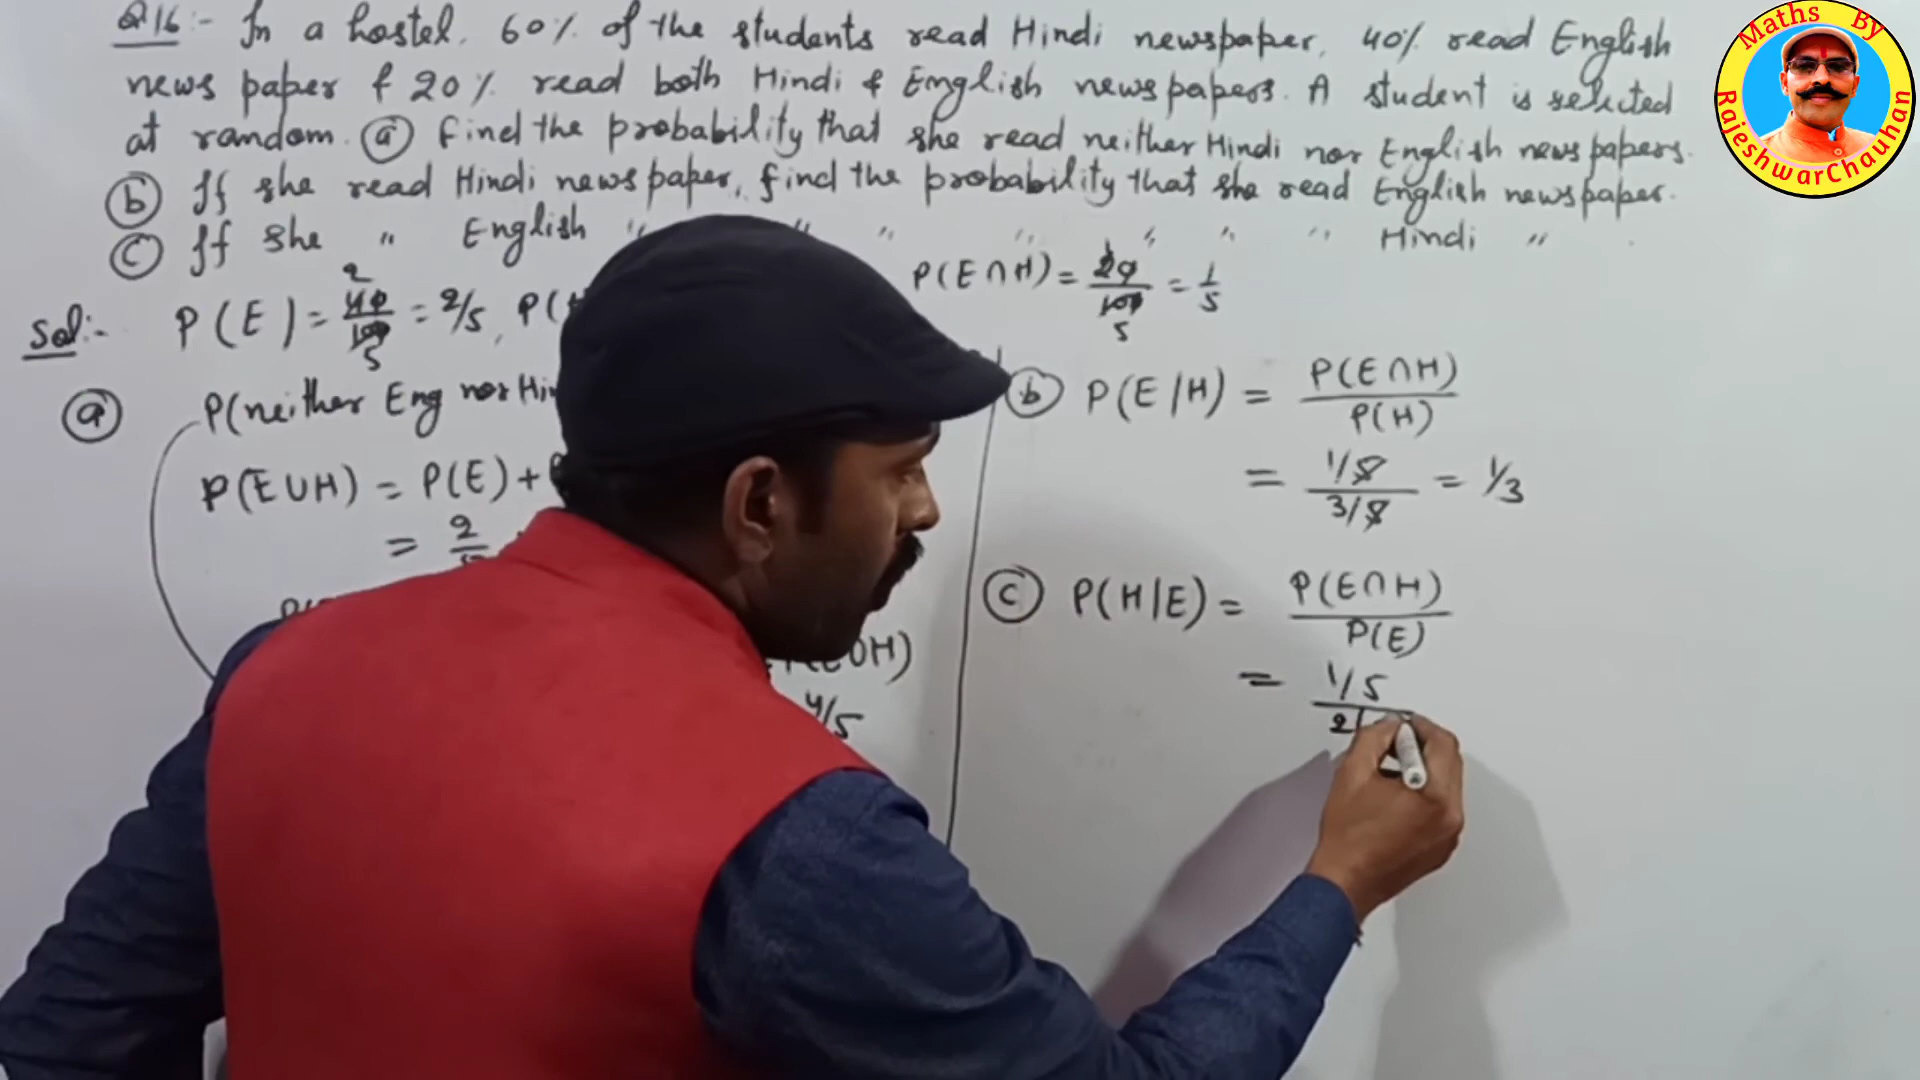 Q16:- In a hostel, 60% of the students read Hindi newspaper, 40% read English
news paper & 20% read both Hindi & English newspapers. A student is selected
at random. (a) find the probability that she read neither Hindi nor English newspapers.
(b) If she read Hindi newspaper, find the probability that she read English newspaper.
(c) If she " English " " " " " " " Hindi "
Sol:- P(E) = 40/100 = 2/5, P(
P(E∩H) = 20/100 = 1/5
(a) P(neither Eng nor Hin
P(E∪H) = P(E) +
= 2
∪H)
4/5
(b) P(E/H) = P(E∩H)/P(H)
= 1/5 / 3/5 = 1/3
(c) P(H|E) = P(E∩H)/P(E)
= 1/5
2/
Maths By
RajeshwarChauhan